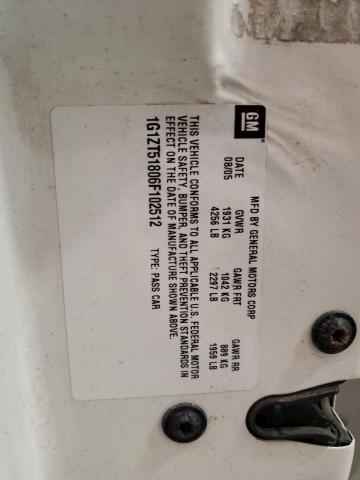 GM
MFD BY GENERAL MOTORS CORP
DATE GVWR GAWR FRT GAWR RR
08/05 1931 KG 1042 KG 889 KG
4256 LB 2297 LB 1959 LB
THIS VEHICLE CONFORMS TO ALL APPLICABLE U.S. FEDERAL MOTOR
VEHICLE SAFETY, BUMPER, AND THEFT PREVENTION STANDARDS IN
EFFECT ON THE DATE OF MANUFACTURE SHOWN ABOVE.
1G1ZT51806F102512 TYPE: PASS CAR